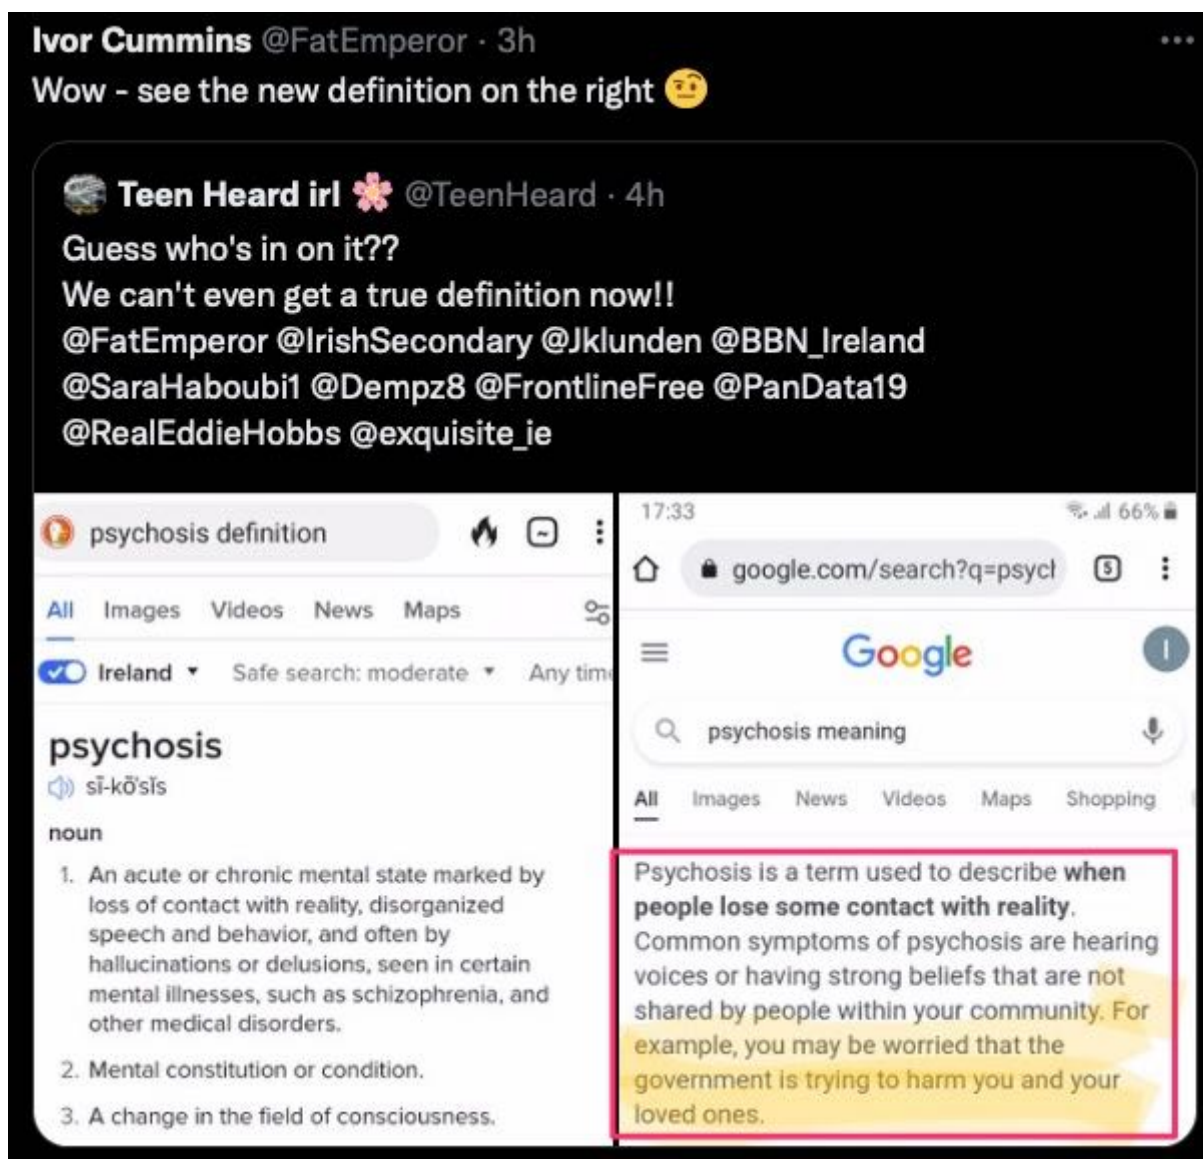 Ivor Cummins @FatEmperor · 3h
Wow - see the new definition on the right 🤨
Teen Heard irl 🌸 @TeenHeard · 4h
Guess who's in on it??
We can't even get a true definition now!!
@FatEmperor @IrishSecondary @Jklunden @BBN_Ireland
@SaraHaboubi1 @Dempz8 @FrontlineFree @PanData19
@RealEddieHobbs @exquisite_ie
psychosis definition
All Images Videos News Maps
Ireland Safe search: moderate Any time
psychosis
sī-kō'sĭs
noun
1. An acute or chronic mental state marked by
loss of contact with reality, disorganized
speech and behavior, and often by
hallucinations or delusions, seen in certain
mental illnesses, such as schizophrenia, and
other medical disorders.
2. Mental constitution or condition.
3. A change in the field of consciousness.
17:33 66%
google.com/search?q=psycl 5
Google I
psychosis meaning
All Images News Videos Maps Shopping
Psychosis is a term used to describe when
people lose some contact with reality.
Common symptoms of psychosis are hearing
voices or having strong beliefs that are not
shared by people within your community. For
example, you may be worried that the
government is trying to harm you and your
loved ones.